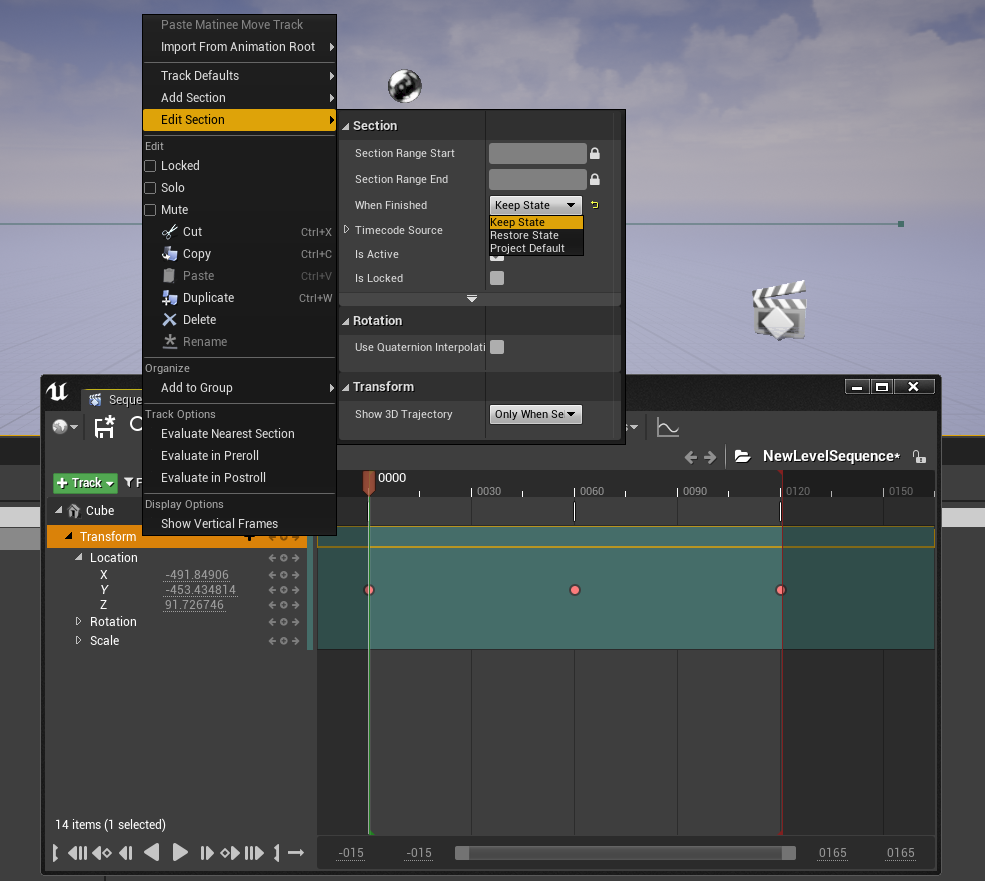 Paste Matinee Move Track
Import From Animation Root
Track Defaults
Add Section
Edit Section
Edit
Locked
Solo
Mute
Cut Ctrl+X
Copy Ctrl+C
Paste Ctrl+V
Duplicate Ctrl+W
Delete
Rename
Organize
Add to Group
Track Options
Evaluate Nearest Section
Evaluate in Preroll
Evaluate in Postroll
Display Options
Show Vertical Frames
Section
Section Range Start
Section Range End
When Finished Keep State
Keep State
Restore State
Project Default
Timecode Source
Is Active
Is Locked
Rotation
Use Quaternion Interpolati
Transform
Show 3D Trajectory Only When Se
Seque
NewLevelSequence*
+ Track F
0000
0030 0060 0090 0120 0150
Cube
Transform
Location
X -491.84906
Y -453.434814
Z 91.726746
Rotation
Scale
14 items (1 selected)
-015 -015 0165 0165